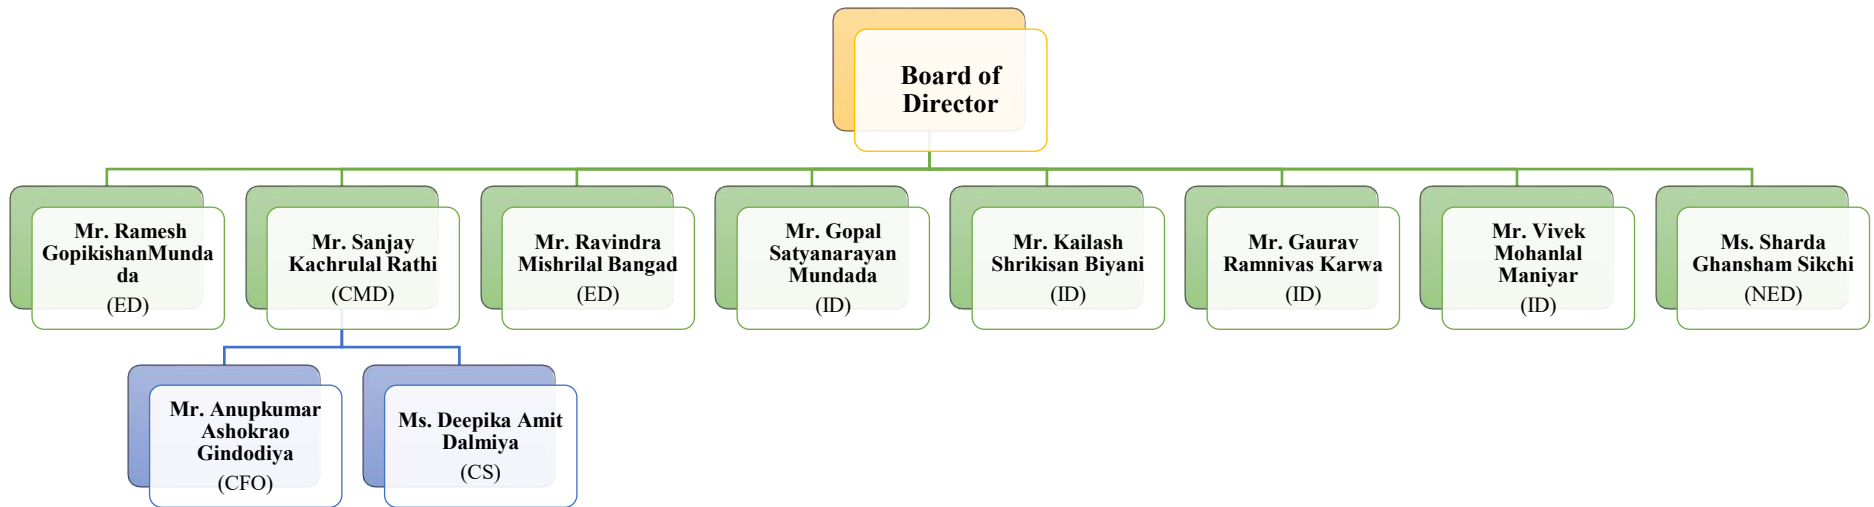 Board of
Director
Mr. Ramesh
GopikishanMunda
da
(ED)
Mr. Sanjay
Kachrulal Rathi
(CMD)
Mr. Ravindra
Mishrilal Bangad
(ED)
Mr. Gopal
Satyanarayan
Mundada
(ID)
Mr. Kailash
Shrikisan Biyani
(ID)
Mr. Gaurav
Ramnivas Karwa
(ID)
Mr. Vivek
Mohanlal
Maniyar
(ID)
Ms. Sharda
Ghansham Sikchi
(NED)
Mr. Anupkumar
Ashokrao
Gindodiya
(CFO)
Ms. Deepika Amit
Dalmiya
(CS)